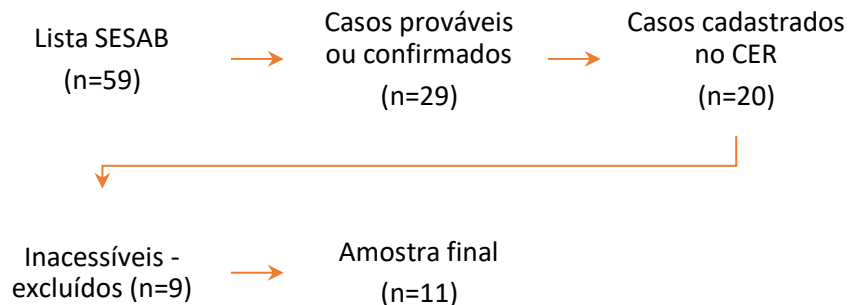 Lista SESAB
(n=59)
Casos prováveis
ou confirmados
(n=29)
Casos cadastrados
no CER
(n=20)
Inacessíveis -
excluídos (n=9)
Amostra final
(n=11)